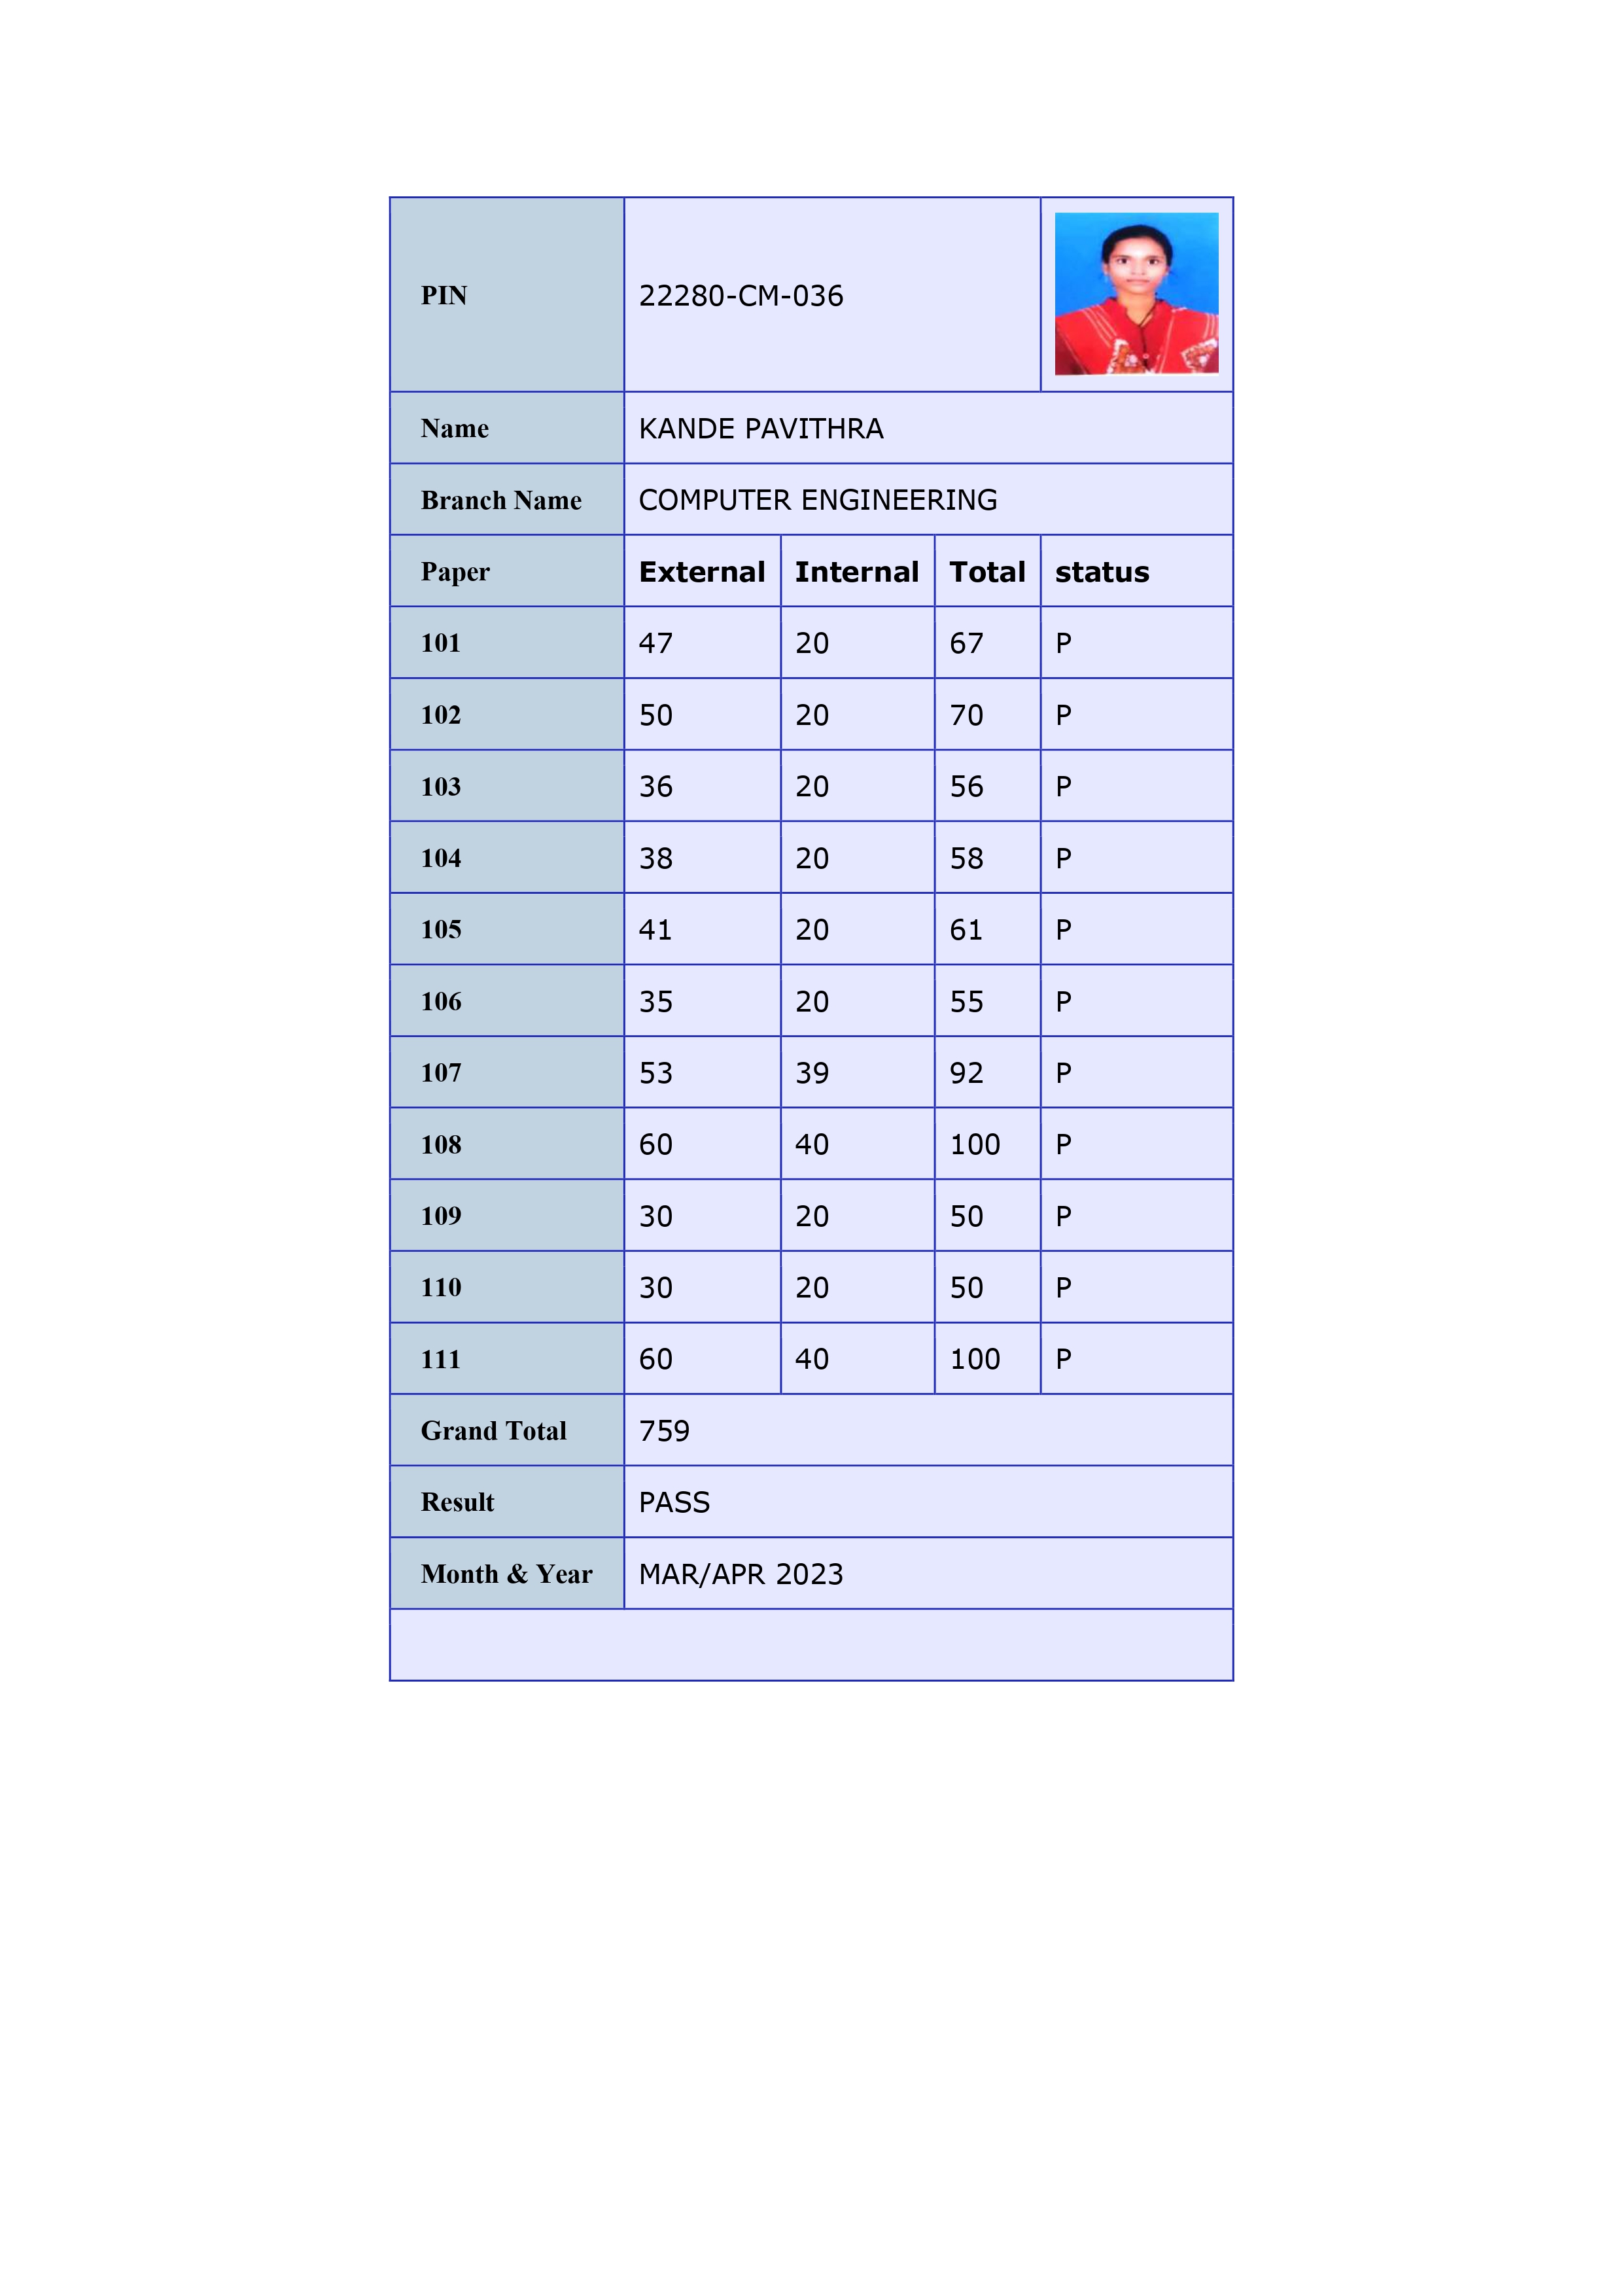 PIN 22280-CM-036
Name KANDE PAVITHRA
Branch Name COMPUTER ENGINEERING
Paper External Internal Total status
101 47 20 67 P
102 50 20 70 P
103 36 20 56 P
104 38 20 58 P
105 41 20 61 P
106 35 20 55 P
107 53 39 92 P
108 60 40 100 P
109 30 20 50 P
110 30 20 50 P
111 60 40 100 P
Grand Total 759
Result PASS
Month & Year MAR/APR 2023